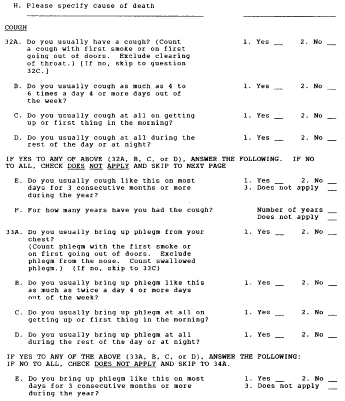 H. Please specify cause of death
COUGH
32A. Do you usually have a cough? (Count 1. Yes __ 2. No __
a cough with first smoke or on first
going out of doors. Exclude clearing
of throat.) [If no, skip to question
32C.]
B. Do you usually cough as much as 4 to 1. Yes __ 2. No __
6 times a day 4 or more days out of
the week?
C. Do you usually cough at all on getting 1. Yes __ 2. No __
up or first thing in the morning?
D. Do you usually cough at all during the 1. Yes __ 2. No __
rest of the day or at night?
IF YES TO ANY OF ABOVE (32A, B, C, or D), ANSWER THE FOLLOWING. IF NO
TO ALL, CHECK DOES NOT APPLY AND SKIP TO NEXT PAGE
E. Do you usually cough like this on most 1. Yes __ 2. No __
days for 3 consecutive months or more 3. Does not apply __
during the year?
F. For how many years have you had the cough? Number of years __
Does not apply __
33A. Do you usually bring up phlegm from your 1. Yes __ 2. No __
chest?
(Count phlegm with the first smoke or
on first going out of doors. Exclude
phlegm from the nose. Count swallowed
phlegm.) (If no, skip to 33C)
B. Do you usually bring up phlegm like this 1. Yes __ 2. No __
as much as twice a day 4 or more days
out of the week?
C. Do you usually bring up phlegm at all on 1. Yes __ 2. No __
getting up or first thing in the morning?
D. Do you usually bring up phlegm at all 1. Yes __ 2. No __
during the rest of the day or at night?
IF YES TO ANY OF THE ABOVE (33A, B, C, or D), ANSWER THE FOLLOWING:
IF NO TO ALL, CHECK DOES NOT APPLY AND SKIP TO 34A.
E. Do you bring up phlegm like this on most 1. Yes __ 2. No __
days for 3 consecutive months or more 3. Does not apply __
during the year?